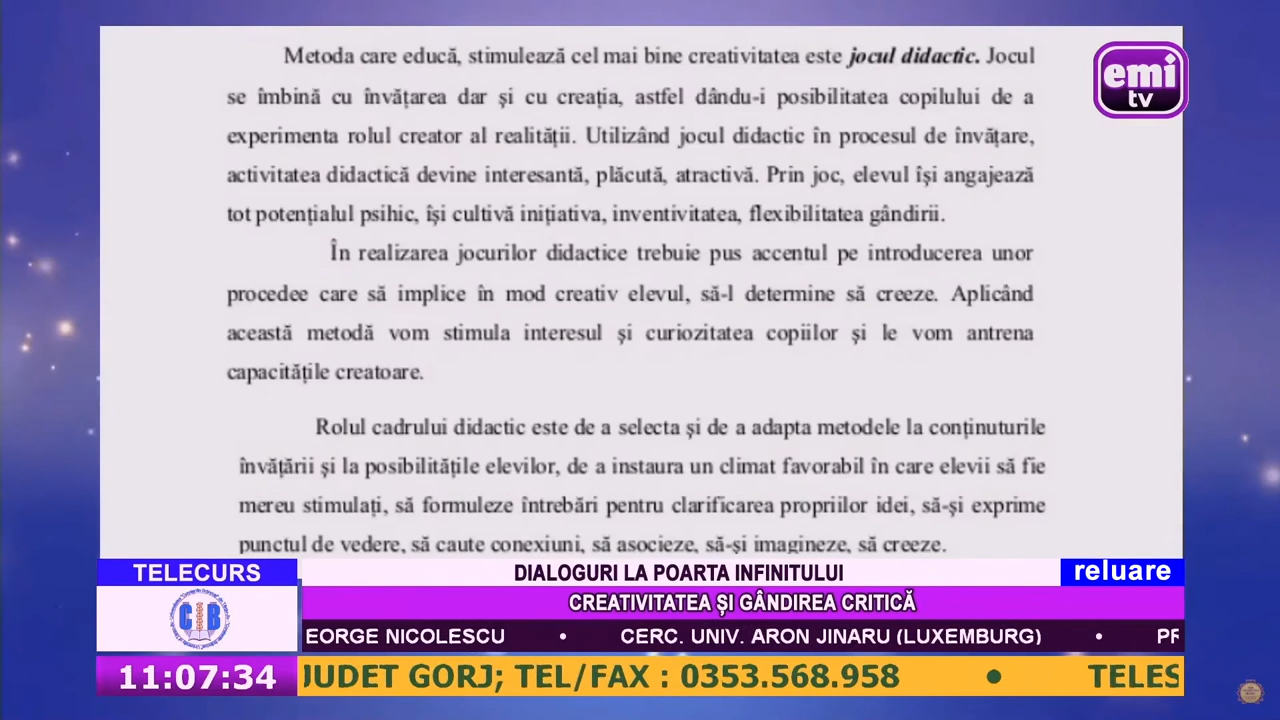 Metoda care educă, stimulează cel mai bine creativitatea este jocul didactic. Jocul
se îmbină cu învățarea dar și cu creația, astfel dându-i posibilitatea copilului de a
experimenta rolul creator al realității. Utilizând jocul didactic în procesul de învățare,
activitatea didactică devine interesantă, plăcută, atractivă. Prin joc, elevul își angajează
tot potențialul psihic, își cultivă inițiativa, inventivitatea, flexibilitatea gândirii.
În realizarea jocurilor didactice trebuie pus accentul pe introducerea unor
procedee care să implice în mod creativ elevul, să-l determine să creeze. Aplicând
această metodă vom stimula interesul și curiozitatea copiilor și le vom antrena
capacitățile creatoare.
Rolul cadrului didactic este de a selecta și de a adapta metodele la conținuturile
învățării și la posibilitățile elevilor, de a instaura un climat favorabil în care elevii să fie
mereu stimulați, să formuleze întrebări pentru clarificarea propriilor idei, să-și exprime
punctul de vedere, să caute conexiuni, să asocieze, să-și imagineze, să creeze.
emi
tv
TELECURS
DIALOGURI LA POARTA INFINITULUI
reluare
CREATIVITATEA ȘI GÂNDIREA CRITICĂ
CIB
EORGE NICOLESCU • CERC. UNIV. ARON JINARU (LUXEMBURG) • PR
11:07:34
JUDET GORJ; TEL/FAX : 0353.568.958 • TELES